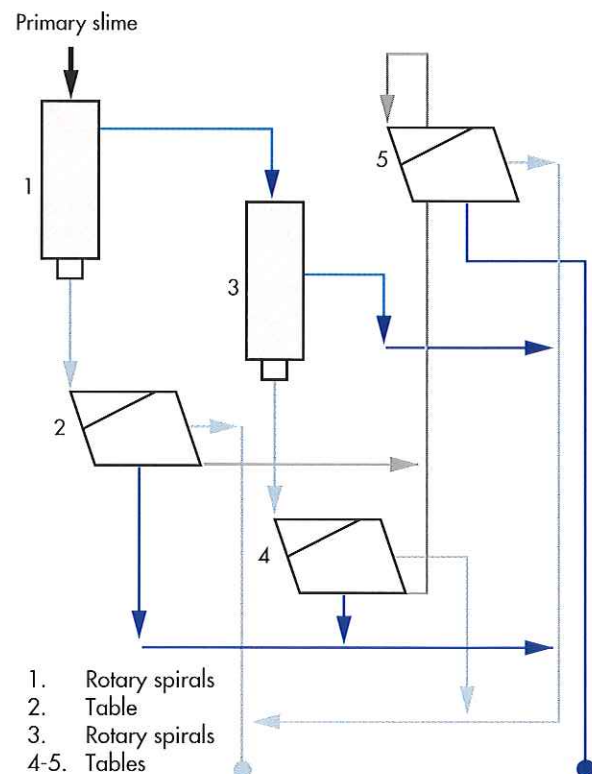 Primary slime
1
5
3
2
4
1. Rotary spirals
2. Table
3. Rotary spirals
4-5. Tables